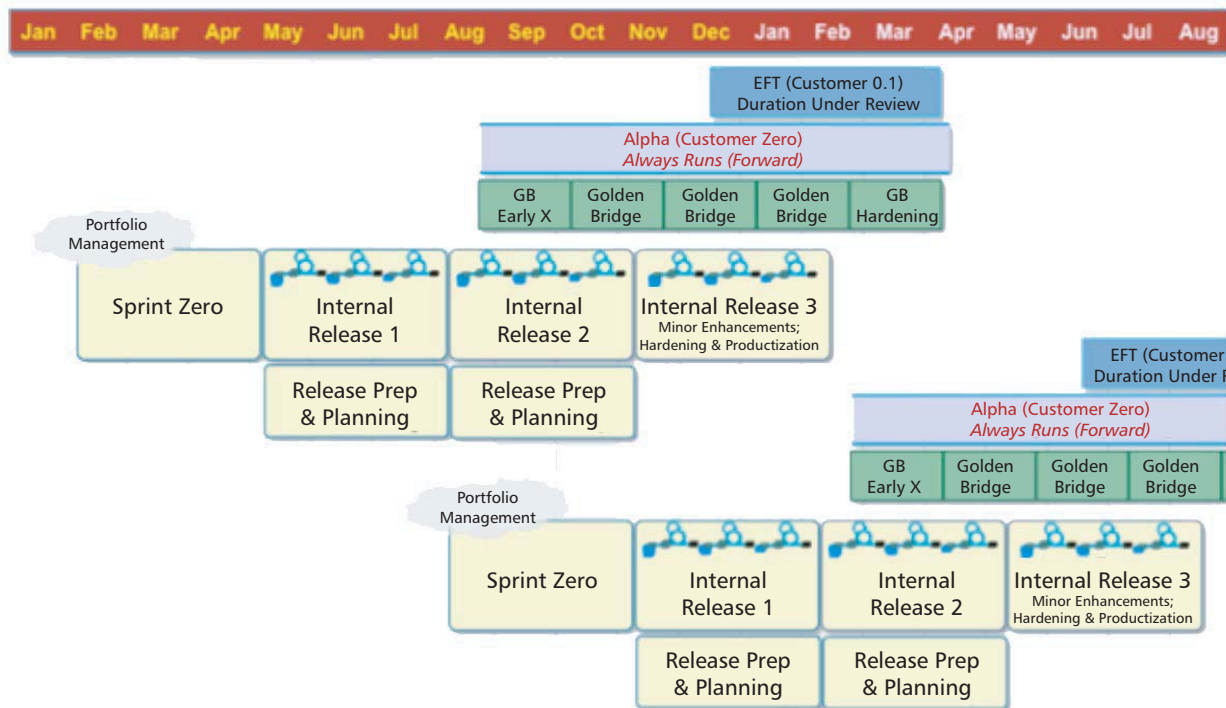 Jan Feb Mar Apr May Jun Jul Aug Sep Oct Nov Dec Jan Feb Mar Apr May Jun Jul Aug
EFT (Customer 0.1)
Duration Under Review
Alpha (Customer Zero)
Always Runs (Forward)
GB
Early X
Golden
Bridge
Golden
Bridge
Golden
Bridge
GB
Hardening
Portfolio
Management
Sprint Zero
Internal
Release 1
Internal
Release 2
Internal Release 3
Minor Enhancements;
Hardening & Productization
Release Prep
& Planning
Release Prep
& Planning
EFT (Customer
Duration Under
Alpha (Customer Zero)
Always Runs (Forward)
GB
Early X
Golden
Bridge
Golden
Bridge
Golden
Bridge
Portfolio
Management
Sprint Zero
Internal
Release 1
Internal
Release 2
Internal Release 3
Minor Enhancements;
Hardening & Productization
Release Prep
& Planning
Release Prep
& Planning